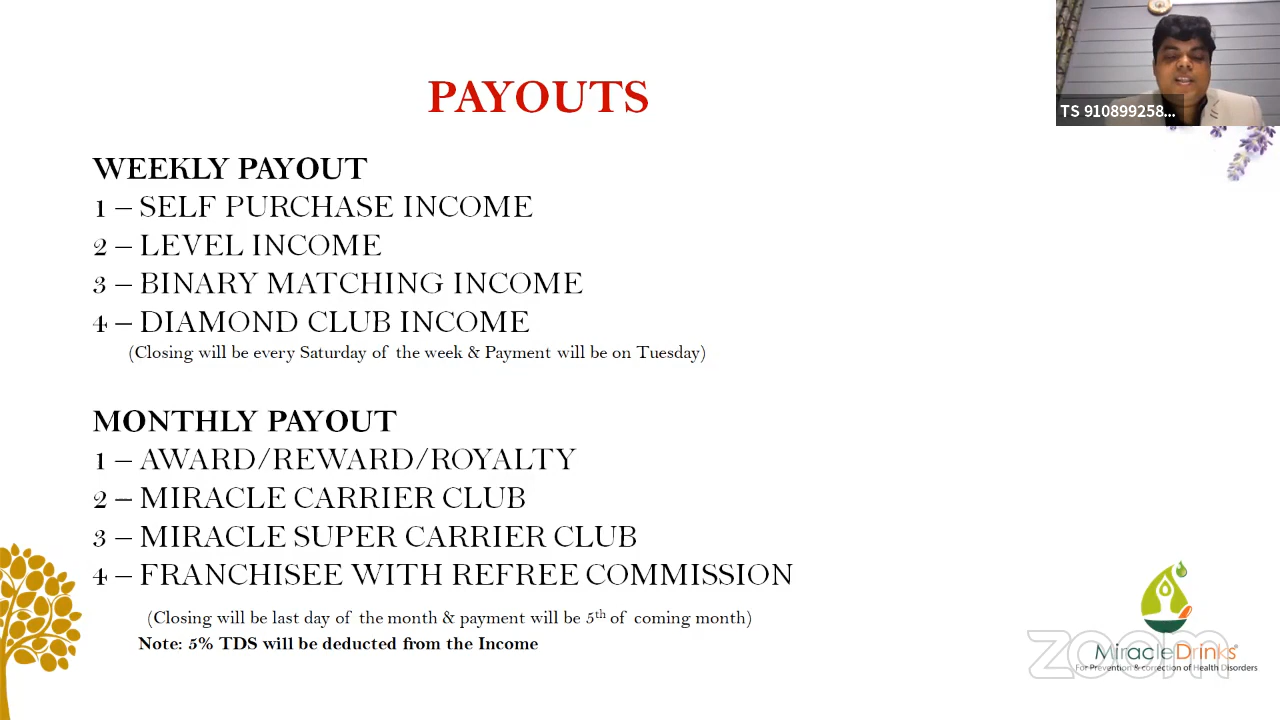 PAYOUTS
TS 910899258...
WEEKLY PAYOUT
1 – SELF PURCHASE INCOME
2 – LEVEL INCOME
3 – BINARY MATCHING INCOME
4 – DIAMOND CLUB INCOME
(Closing will be every Saturday of the week & Payment will be on Tuesday)
MONTHLY PAYOUT
1 – AWARD/REWARD/ROYALTY
2 – MIRACLE CARRIER CLUB
3 – MIRACLE SUPER CARRIER CLUB
4 – FRANCHISEE WITH REFREE COMMISSION
(Closing will be last day of the month & payment will be 5th of coming month)
Note: 5% TDS will be deducted from the Income
zoom
MiracleDrinks®
For Prevention & correction of Health Disorders